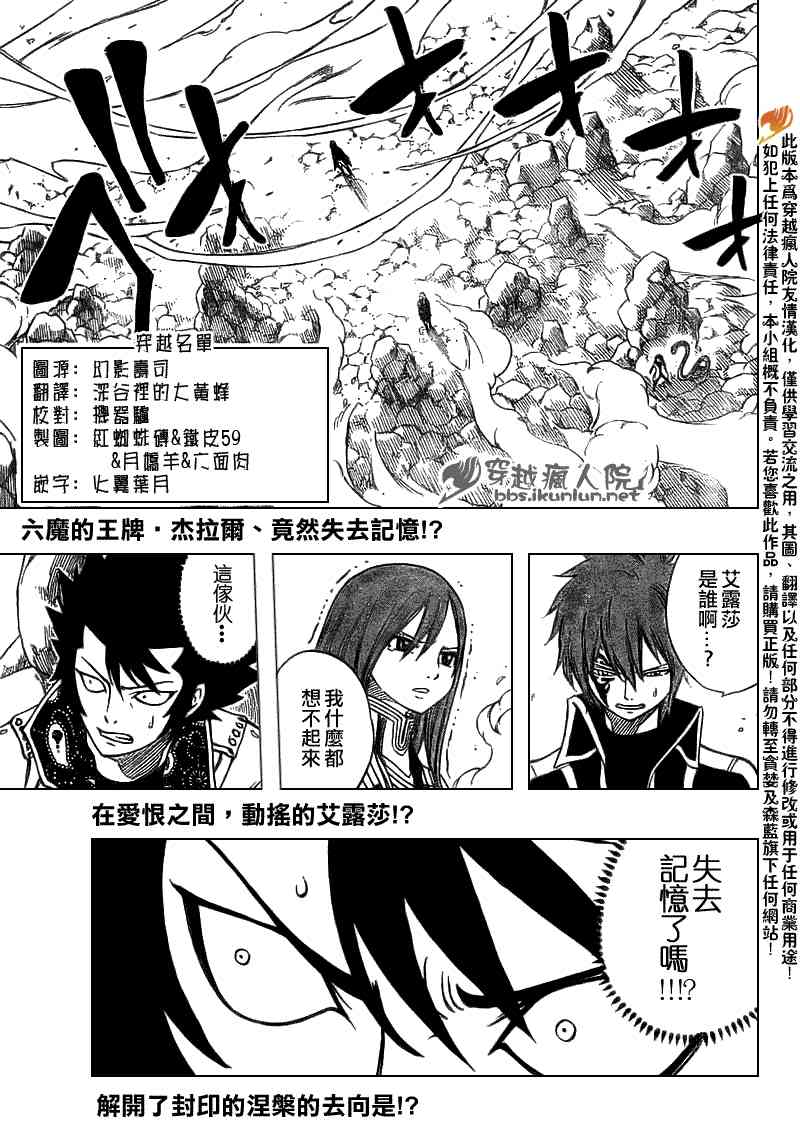 ゴオオオオ
穿越名單
圖源：幻影壽司
翻譯：深谷裡的大黃蜂
校對：機器驢
製圖：紅蜘蛛磚&鐵皮59
&月嬌羊&六面肉
嵌字：火翼葉月
穿越瘋人院
bbs.ikunlun.net
六魔的王牌．杰拉爾、竟然失去記憶!?
艾露莎
是誰啊…?
我什麼都
想不起來
這傢伙…
在愛恨之間，動搖的艾露莎!?
失去
記憶了嗎!!!?
解開了封印的涅槃的去向是!?
此版本爲穿越瘋人院友情漢化，僅供學習交流之用，其圖、翻譯以及任何部分不得進行修改或用于任何商業用途！
如犯上任何法律責任，本小組概不負責。若您喜歡此作品，請購買正版！請勿轉至貪婪及森藍旗下任何網站！